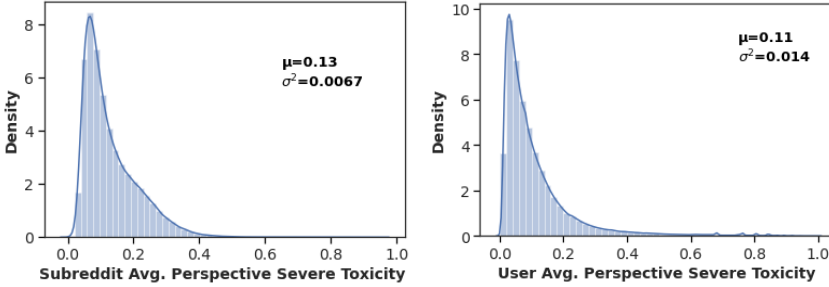 8
6
4
2
0
Density
μ=0.13
σ²=0.0067
0.0 0.2 0.4 0.6 0.8 1.0
Subreddit Avg. Perspective Severe Toxicity
10
8
6
4
2
0
Density
μ=0.11
σ²=0.014
0.0 0.2 0.4 0.6 0.8 1.0
User Avg. Perspective Severe Toxicity